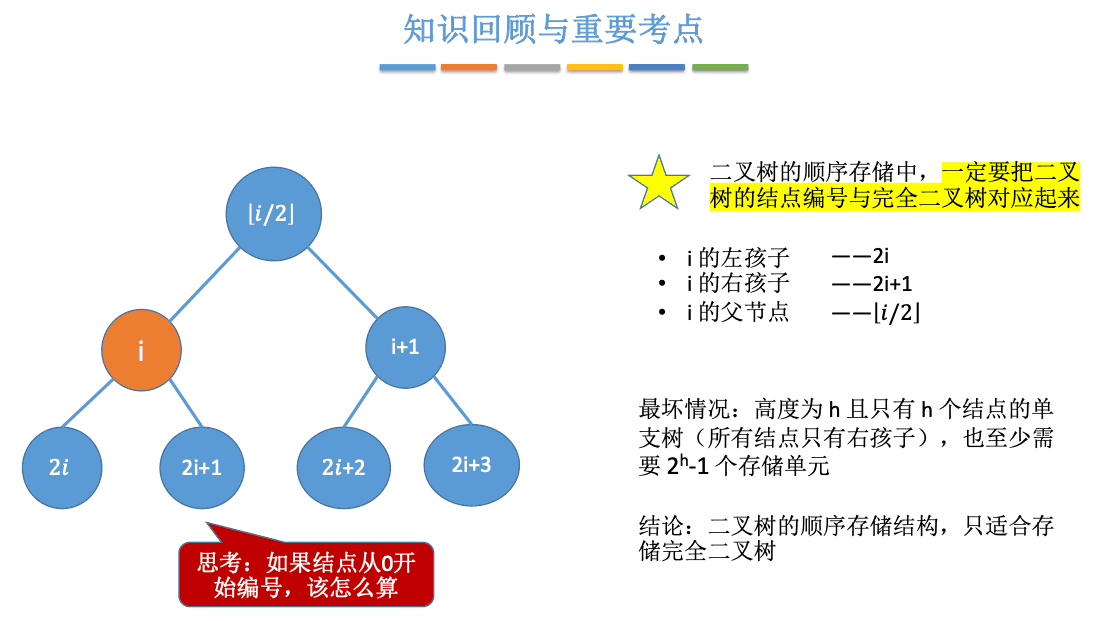 知识回顾与重要考点
二叉树的顺序存储中，一定要把二叉
树的结点编号与完全二叉树对应起来
• i 的左孩子 ——2i
• i 的右孩子 ——2i+1
• i 的父节点 ——⌊i/2⌋
最坏情况：高度为 h 且只有 h 个结点的单
支树（所有结点只有右孩子），也至少需
要 2ʰ-1 个存储单元
结论：二叉树的顺序存储结构，只适合存
储完全二叉树
⌊i/2⌋
i
i+1
2i
2i+1
2i+2
2i+3
思考：如果结点从0开
始编号，该怎么算